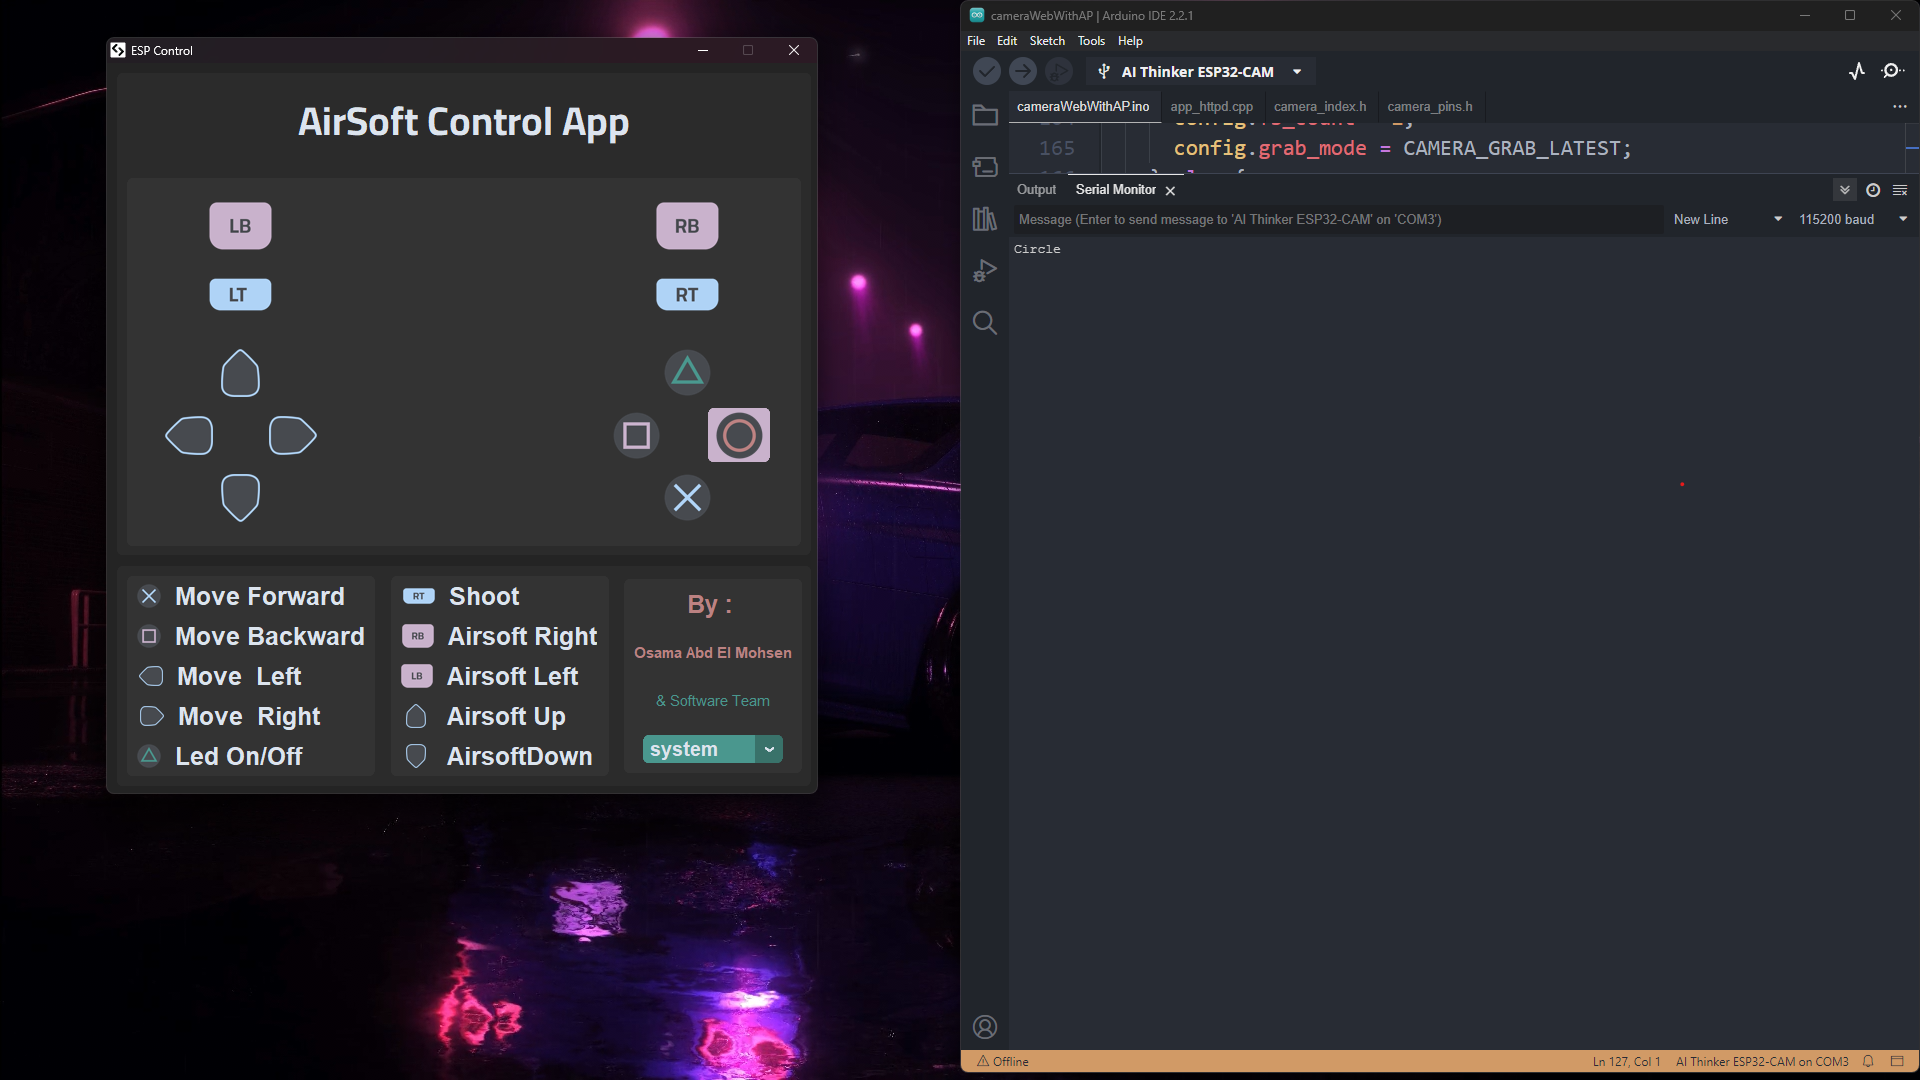 ESP Control
AirSoft Control App
LB
RB
LT
RT
Move Forward
Move Backward
Move Left
Move Right
Led On/Off
RT Shoot
RB Airsoft Right
LB Airsoft Left
Airsoft Up
AirsoftDown
By :
Osama Abd El Mohsen
& Software Team
system
cameraWebWithAP | Arduino IDE 2.2.1
File Edit Sketch Tools Help
AI Thinker ESP32-CAM
cameraWebWithAP.ino app_httpd.cpp camera_index.h camera_pins.h
165 config.grab_mode = CAMERA_GRAB_LATEST;
Output Serial Monitor
Message (Enter to send message to 'AI Thinker ESP32-CAM' on 'COM3')
New Line
115200 baud
Circle
Offline
Ln 127, Col 1 AI Thinker ESP32-CAM on COM3